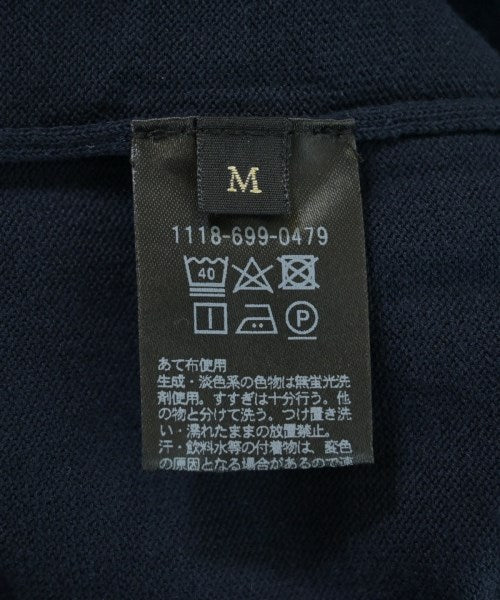 M
1118-699-0479
40
P
あて布使用
生成・淡色系の色物は無蛍光洗
剤使用。すすぎは十分行う。他
の物と分けて洗う。つけ置き洗
い・濡れたままの放置禁止。
汗・飲料水等の付着物は、変色
の原因となる場合があるので速